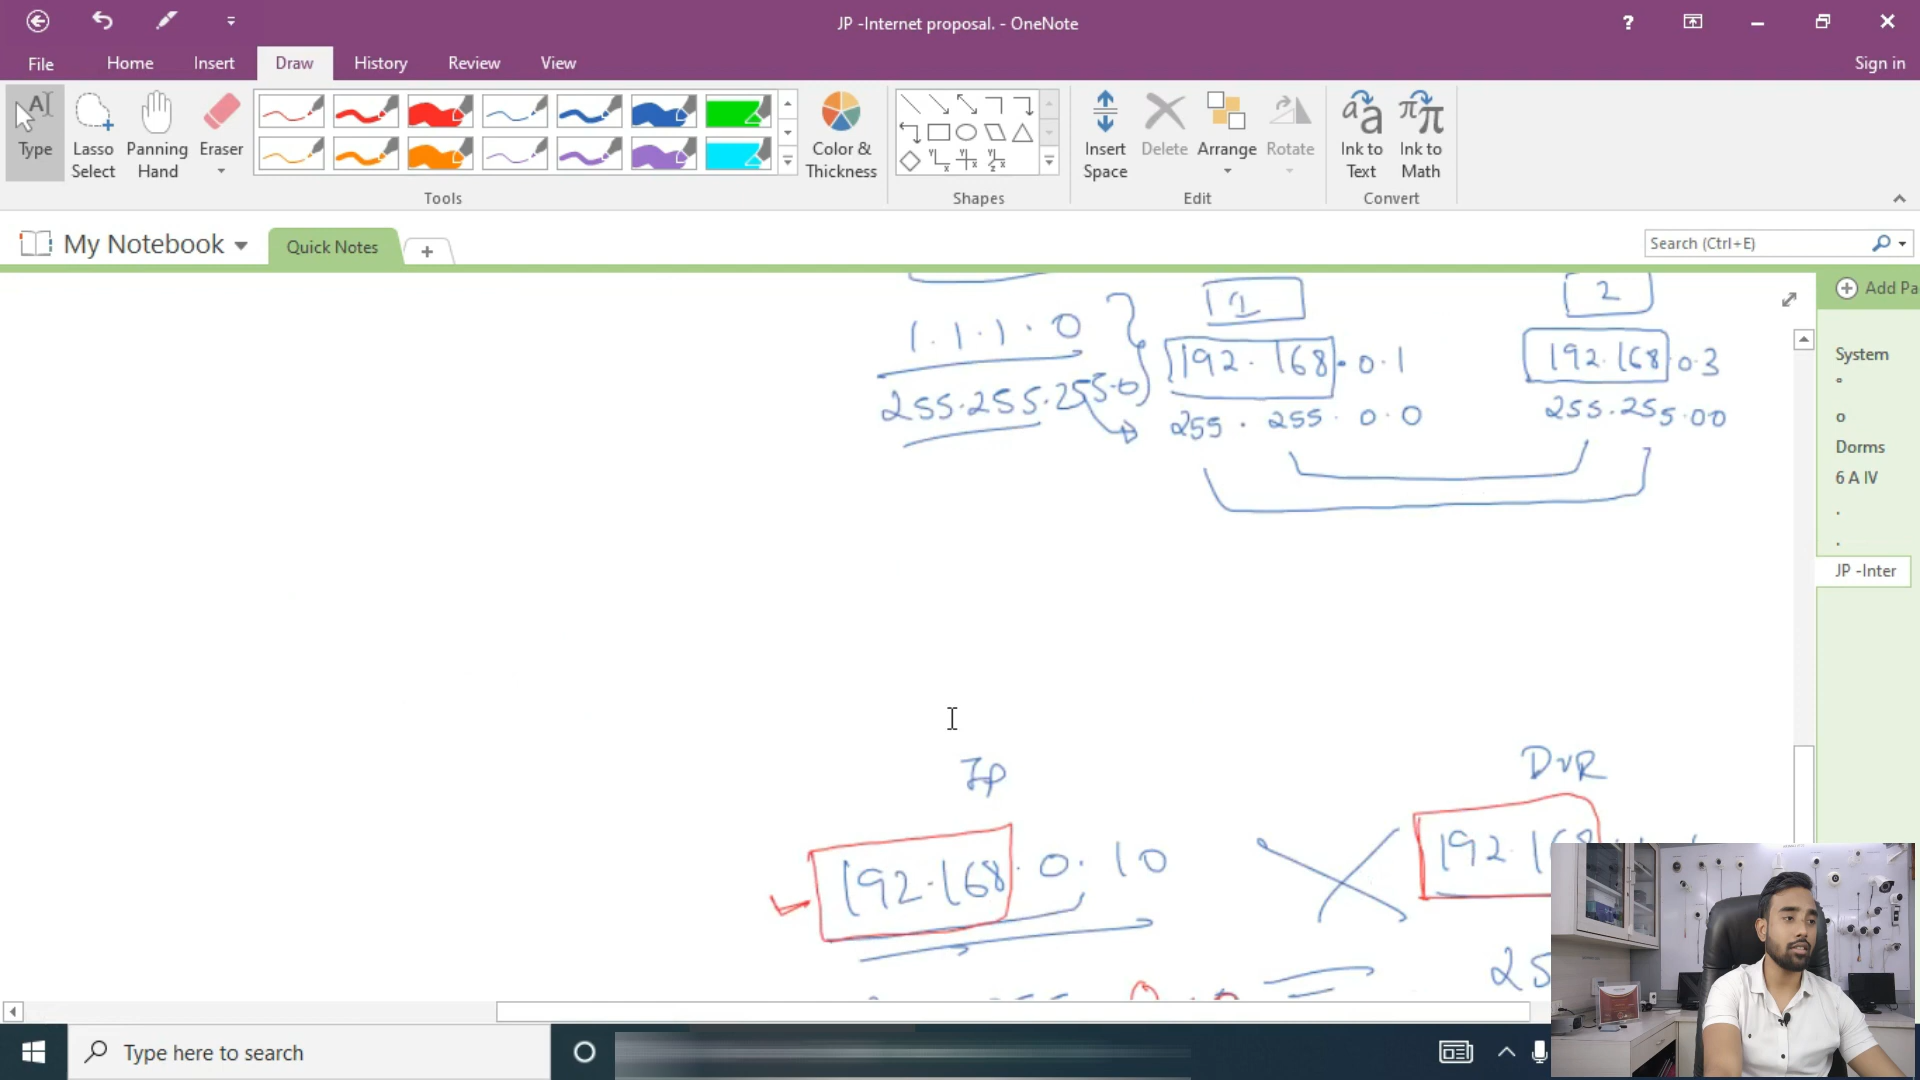 JP -Internet proposal. - OneNote
File Home Insert Draw History Review View Sign in
Type
Lasso Select
Panning Hand
Eraser
Color & Thickness
Insert Space
Delete
Arrange
Rotate
Ink to Text
Ink to Math
Tools Shapes Edit Convert
My Notebook Quick Notes
Search (Ctrl+E)
Add Pa
System
Dorms
6 A IV
JP -Inter
1 2
1.1.1.0
192.168.0.1 192.168.0.3
255.255.255.0
255.255.0.0 255.255.00
Ip DVR
192.168.0.10
192.16
Type here to search